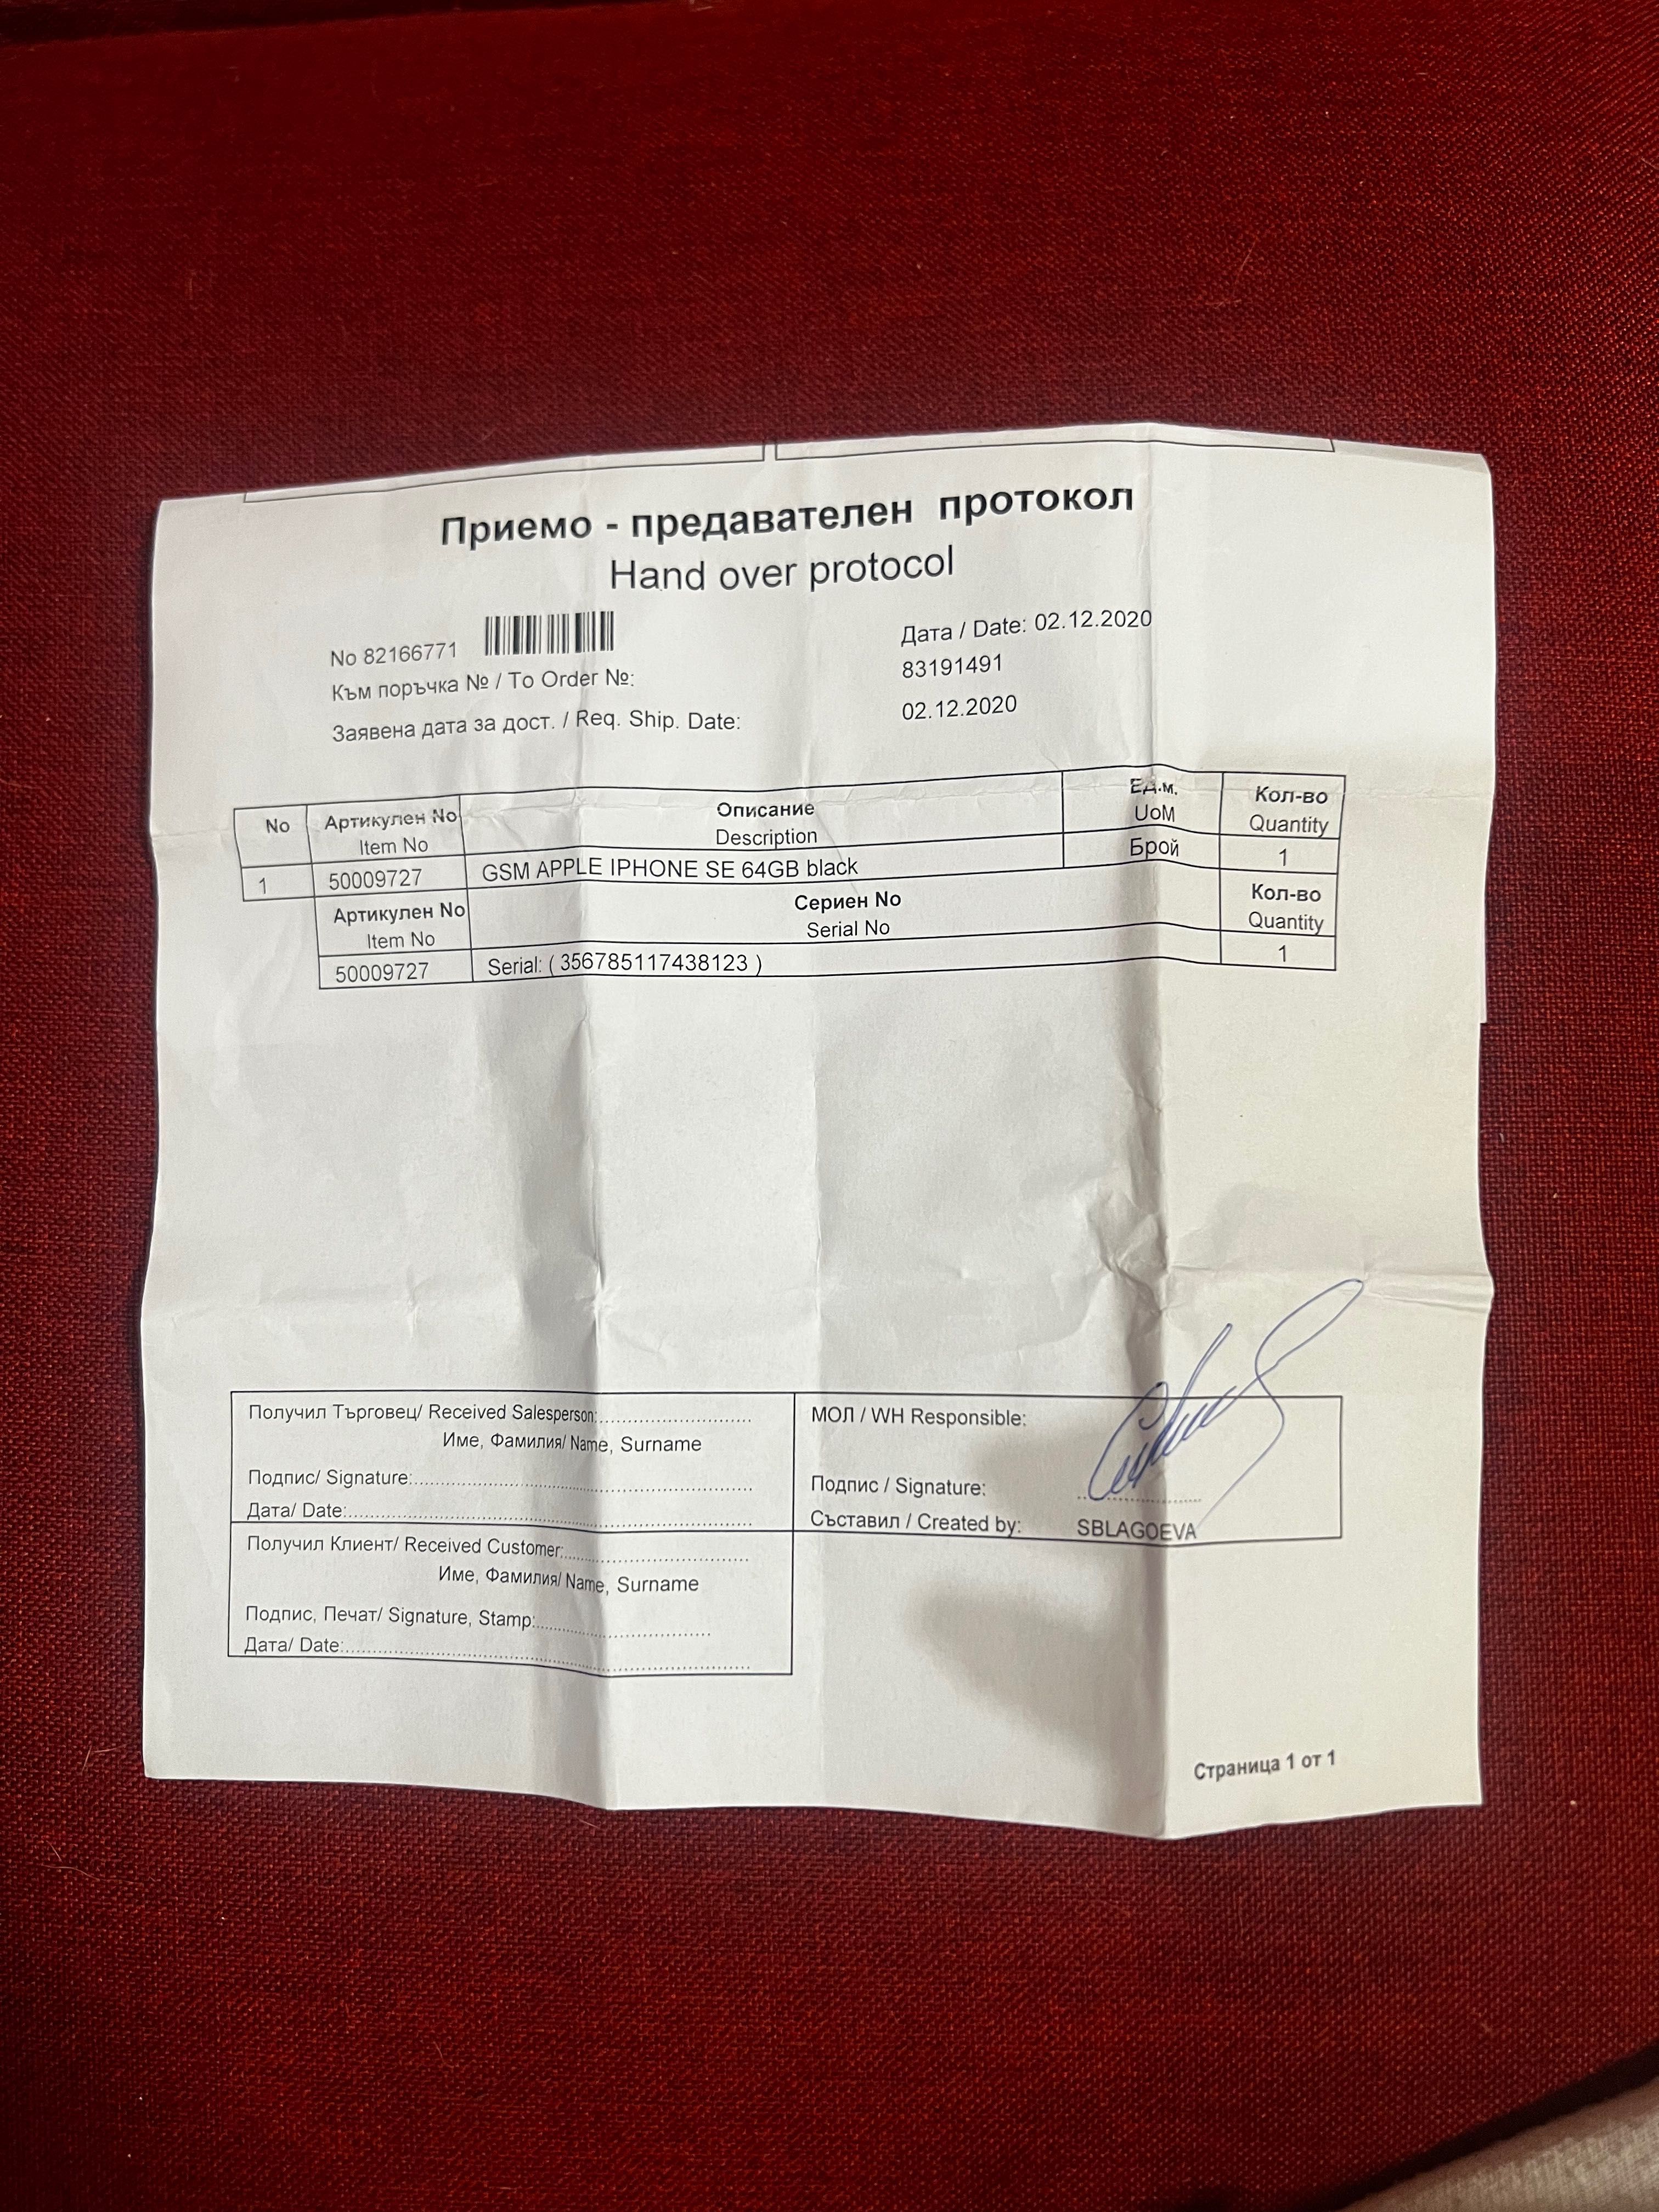 Приемо - предавателен протокол
Hand over protocol
No 82166771
Дата / Date: 02.12.2020
Към поръчка № / To Order №:
83191491
Заявена дата за дост. / Req. Ship. Date:
02.12.2020
No Артикулен No Описание Ед.м. Кол-во
Item No Description UoM Quantity
1 50009727 GSM APPLE IPHONE SE 64GB black Брой 1
Артикулен No Сериен No Кол-во
Item No Serial No Quantity
50009727 Serial: ( 356785117438123 ) 1
Получил Търговец/ Received Salesperson:
Име, Фамилия/ Name, Surname
Подпис/ Signature:
Дата/ Date:
МОЛ / WH Responsible:
Подпис / Signature:
Съставил / Created by: SBLAGOEVA
Получил Клиент/ Received Customer:
Име, Фамилия/ Name, Surname
Подпис, Печат/ Signature, Stamp:
Дата/ Date:
Страница 1 от 1